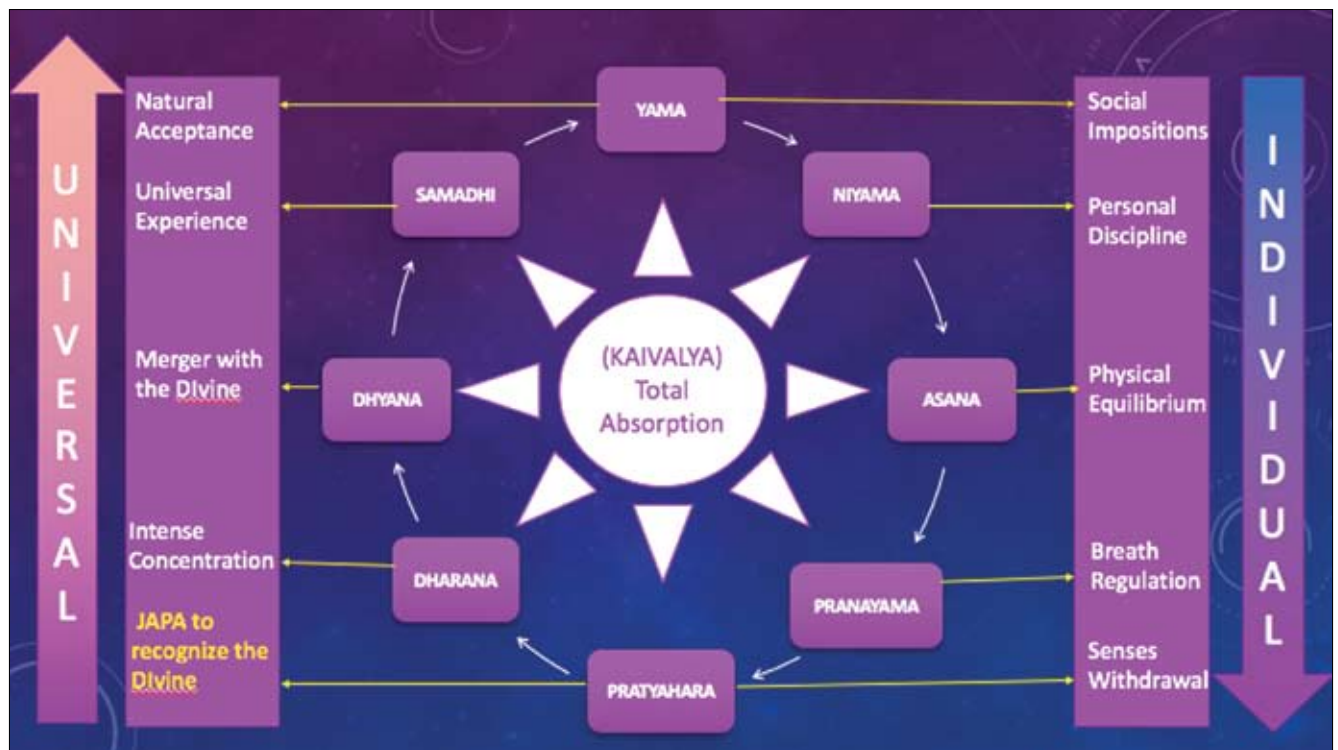 UNIVERSAL
Natural
Acceptance
Universal
Experience
Merger with
the DIvine
Intense
Concentration
JAPA to
recognize the
DIvine
YAMA
NIYAMA
ASANA
PRANAYAMA
PRATYAHARA
DHARANA
DHYANA
SAMADHI
(KAIVALYA)
Total
Absorption
Social
Impositions
Personal
Discipline
Physical
Equilibrium
Breath
Regulation
Senses
Withdrawal
INDIVIDUAL